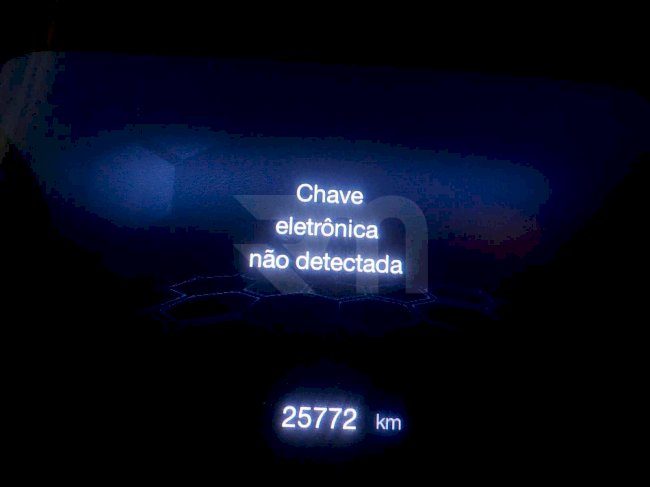 Chave
eletrônica
não detectada
25772 km